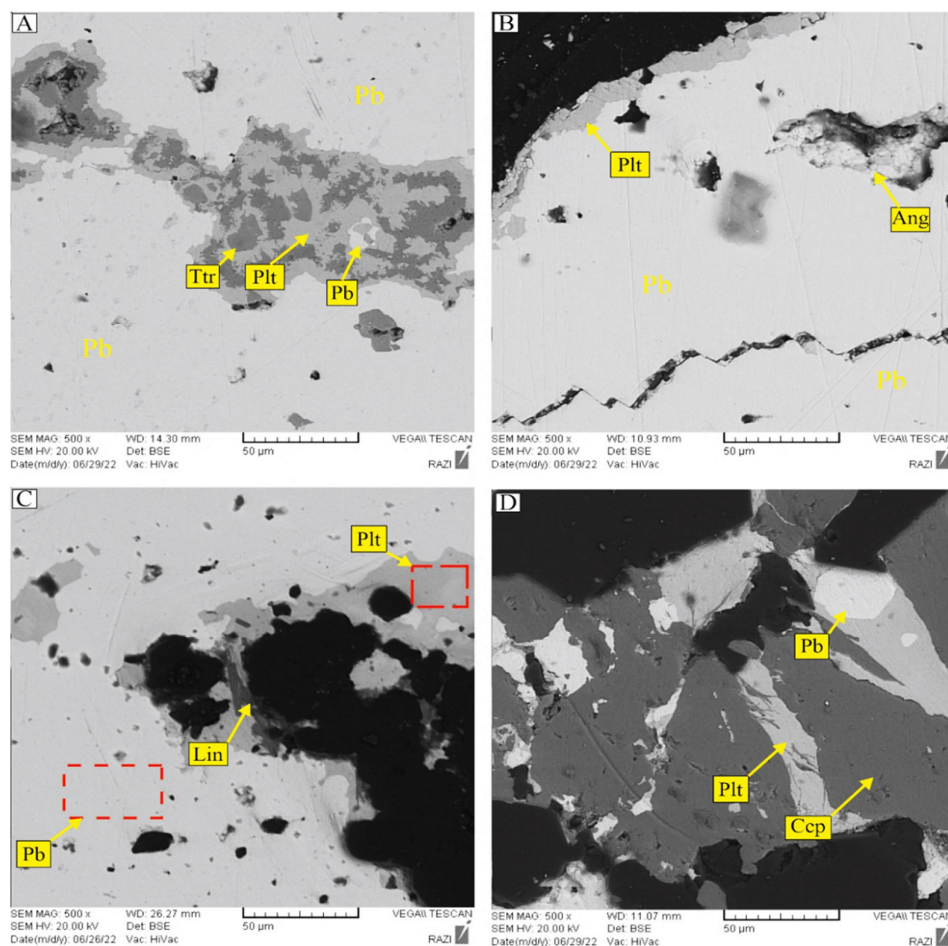 A
Pb
Ttr
Plt
Pb
Pb
SEM MAG: 500 x
WD: 14.30 mm
SEM HV: 20.00 kV
Det: BSE
Date(m/d/y): 06/29/22
Vac: HiVac
50 µm
VEGA\\ TESCAN
RAZI
B
Plt
Ang
Pb
Pb
SEM MAG: 500 x
WD: 10.93 mm
SEM HV: 20.00 kV
Det: BSE
Date(m/d/y): 06/29/22
Vac: HiVac
50 µm
VEGA\\ TESCAN
RAZI
C
Plt
Lin
Pb
SEM MAG: 500 x
WD: 26.27 mm
SEM HV: 20.00 kV
Det: BSE
Date(m/d/y): 06/26/22
Vac: HiVac
50 µm
VEGA\\ TESCAN
RAZI
D
Pb
Plt
Ccp
SEM MAG: 500 x
WD: 11.07 mm
SEM HV: 20.00 kV
Det: BSE
Date(m/d/y): 06/29/22
Vac: HiVac
50 µm
VEGA\\ TESCAN
RAZI